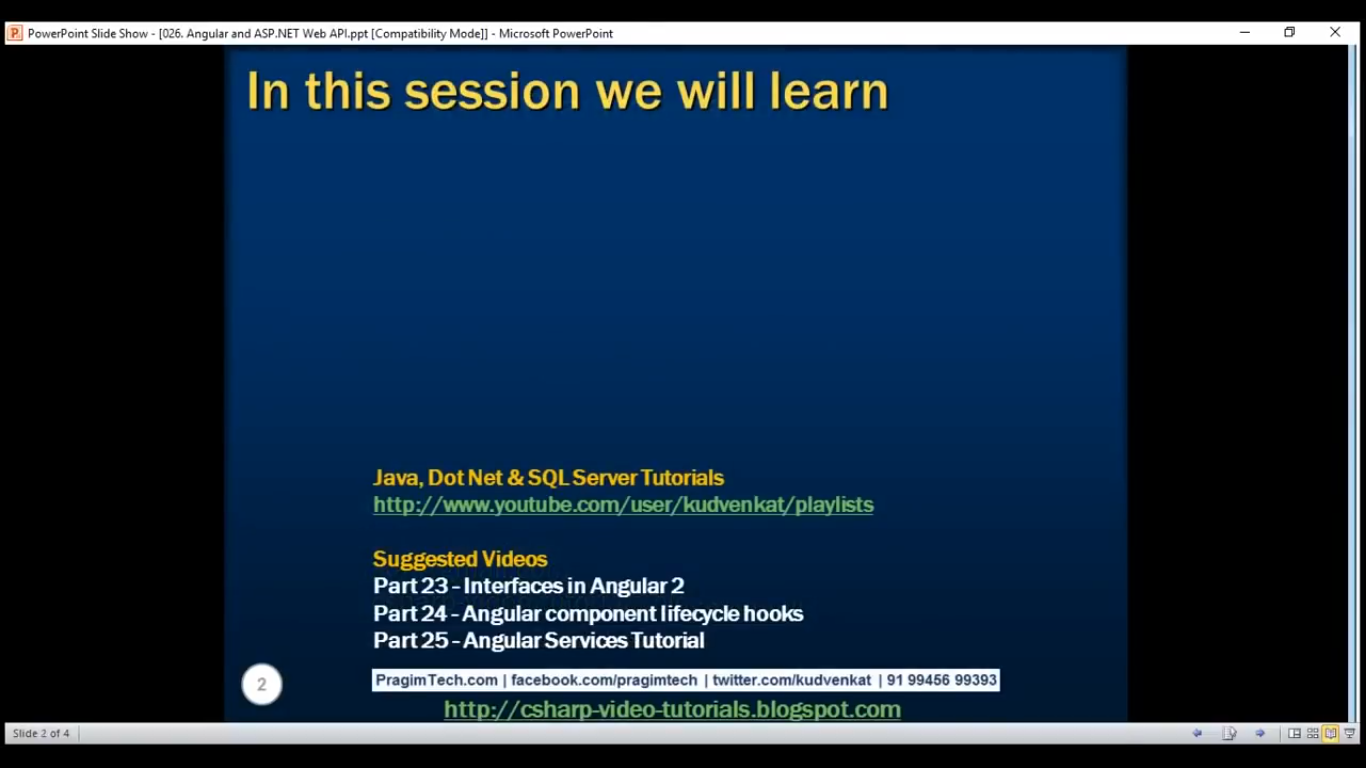 PowerPoint Slide Show - [026. Angular and ASP.NET Web API.ppt [Compatibility Mode]] - Microsoft PowerPoint
In this session we will learn
Java, Dot Net & SQL Server Tutorials
http://www.youtube.com/user/kudvenkat/playlists
Suggested Videos
Part 23 - Interfaces in Angular 2
Part 24 - Angular component lifecycle hooks
Part 25 - Angular Services Tutorial
2
PragimTech.com | facebook.com/pragimtech | twitter.com/kudvenkat | 91 99456 99393
http://csharp-video-tutorials.blogspot.com
Slide 2 of 4